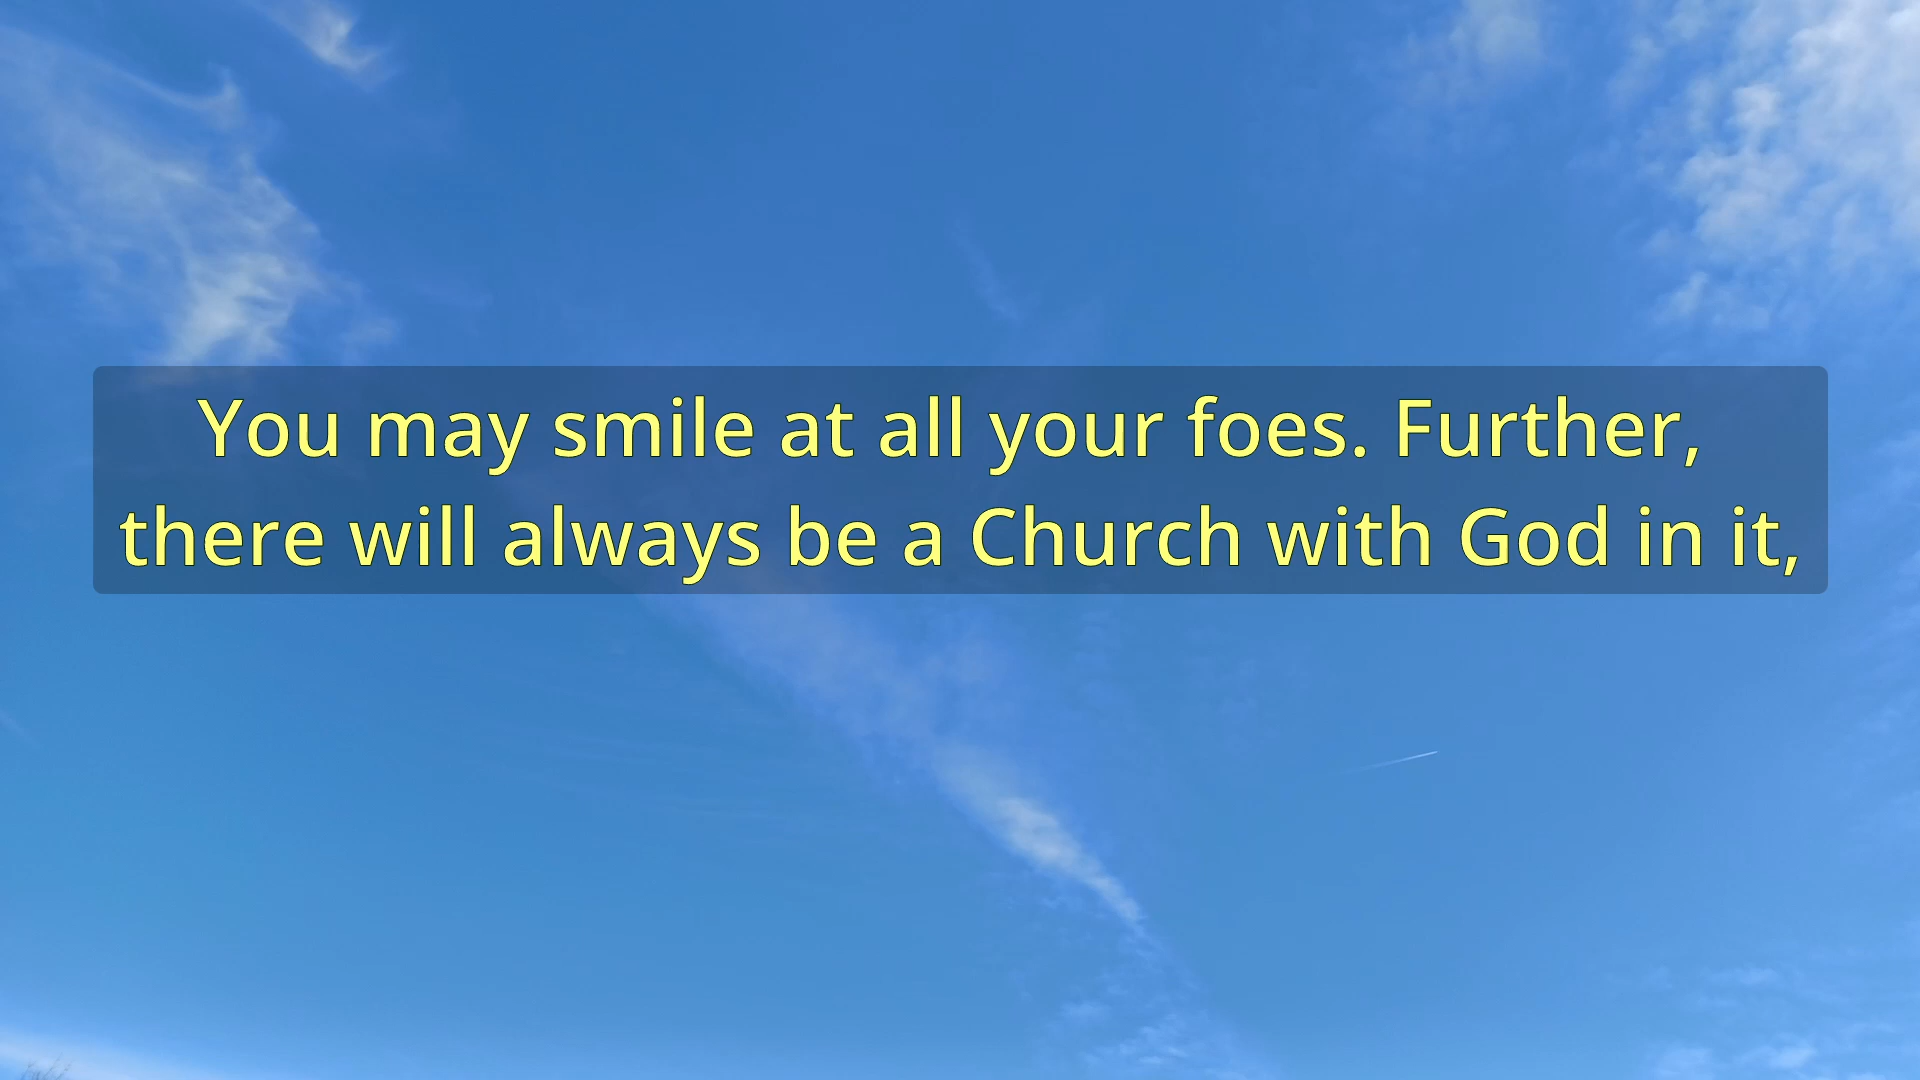 You may smile at all your foes. Further,
there will always be a Church with God in it,